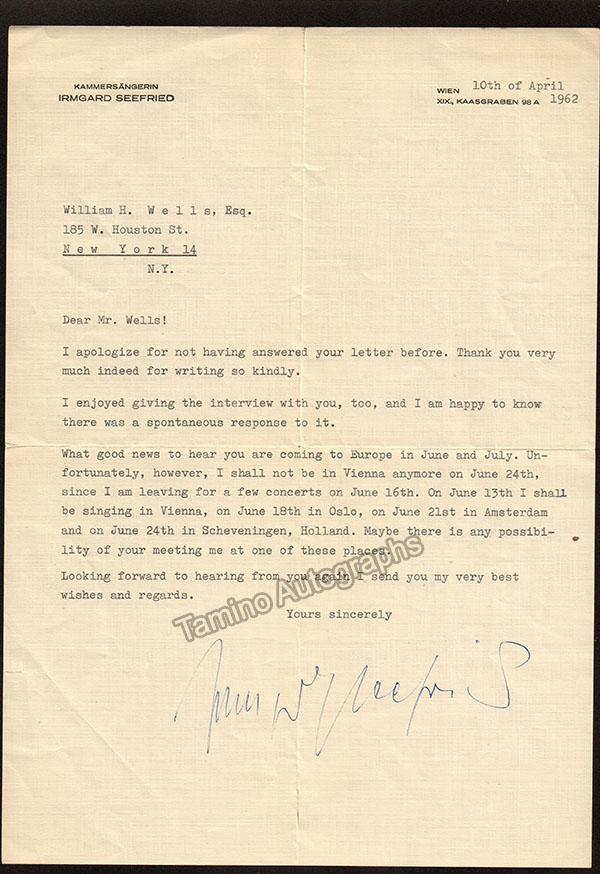 KAMMERSÄNGERIN
IRMGARD SEEFRIED
WIEN 10th of April
XIX., KAASGRABEN 98 A 1962
William H. W e l l s, Esq.
185 W. Houston St.
N e w  Y o r k 14
N.Y.
Dear Mr. Wells!
I apologize for not having answered your letter before. Thank you very
much indeed for writing so kindly.
I enjoyed giving the interview with you, too, and I am happy to know
there was a spontaneous response to it.
What good news to hear you are coming to Europe in June and July. Un-
fortunately, however, I shall not be in Vienna anymore on June 24th,
since I am leaving for a few concerts on June 16th. On June 13th I shall
be singing in Vienna, on June 18th in Oslo, on June 21st in Amsterdam
and on June 24th in Scheveningen, Holland. Maybe there is any possibi-
lity of your meeting me at one of these places.
Looking forward to hearing from you again I send you my very best
wishes and regards.
Yours sincerely
Irmgard Seefried
Tamino Autographs